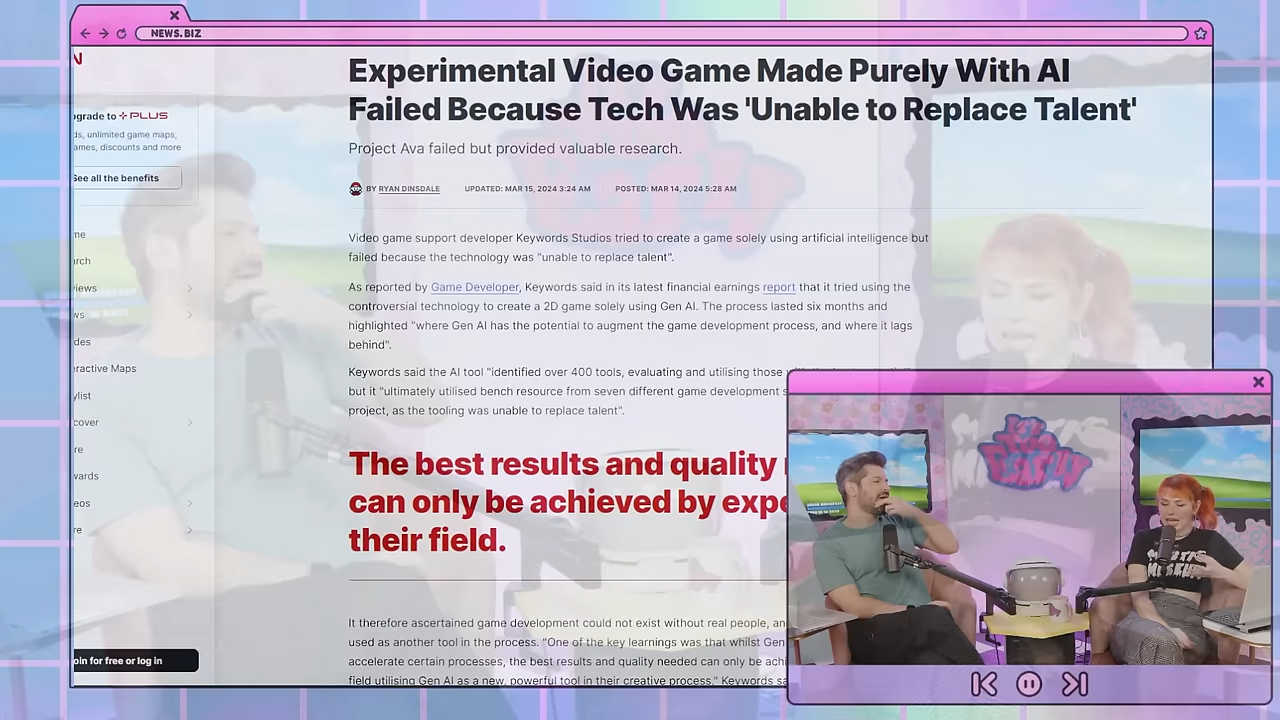 NEWS.BIZ
N
pgrade to PLUS
ds, unlimited game maps,
ames, discounts and more
See all the benefits
me
arch
iews
ws
des
eractive Maps
ylist
cover
re
wards
eos
re
oin for free or log in
Experimental Video Game Made Purely With AI
Failed Because Tech Was 'Unable to Replace Talent'
Project Ava failed but provided valuable research.
BY RYAN DINSDALE UPDATED: MAR 15, 2024 3:24 AM POSTED: MAR 14, 2024 5:28 AM
Video game support developer Keywords Studios tried to create a game solely using artificial intelligence but
failed because the technology was "unable to replace talent".
As reported by Game Developer, Keywords said in its latest financial earnings report that it tried using the
controversial technology to create a 2D game solely using Gen AI. The process lasted six months and
highlighted "where Gen AI has the potential to augment the game development process, and where it lags
behind".
Keywords said the AI tool "identified over 400 tools, evaluating and utilising those
but it "ultimately utilised bench resource from seven different game development s
project, as the tooling was unable to replace talent".
The best results and quality
can only be achieved by expe
their field.
It therefore ascertained game development could not exist without real people, an
used as another tool in the process. "One of the key learnings was that whilst Gen
accelerate certain processes, the best results and quality needed can only be achi
field utilising Gen AI as a new, powerful tool in their creative process," Keywords sa